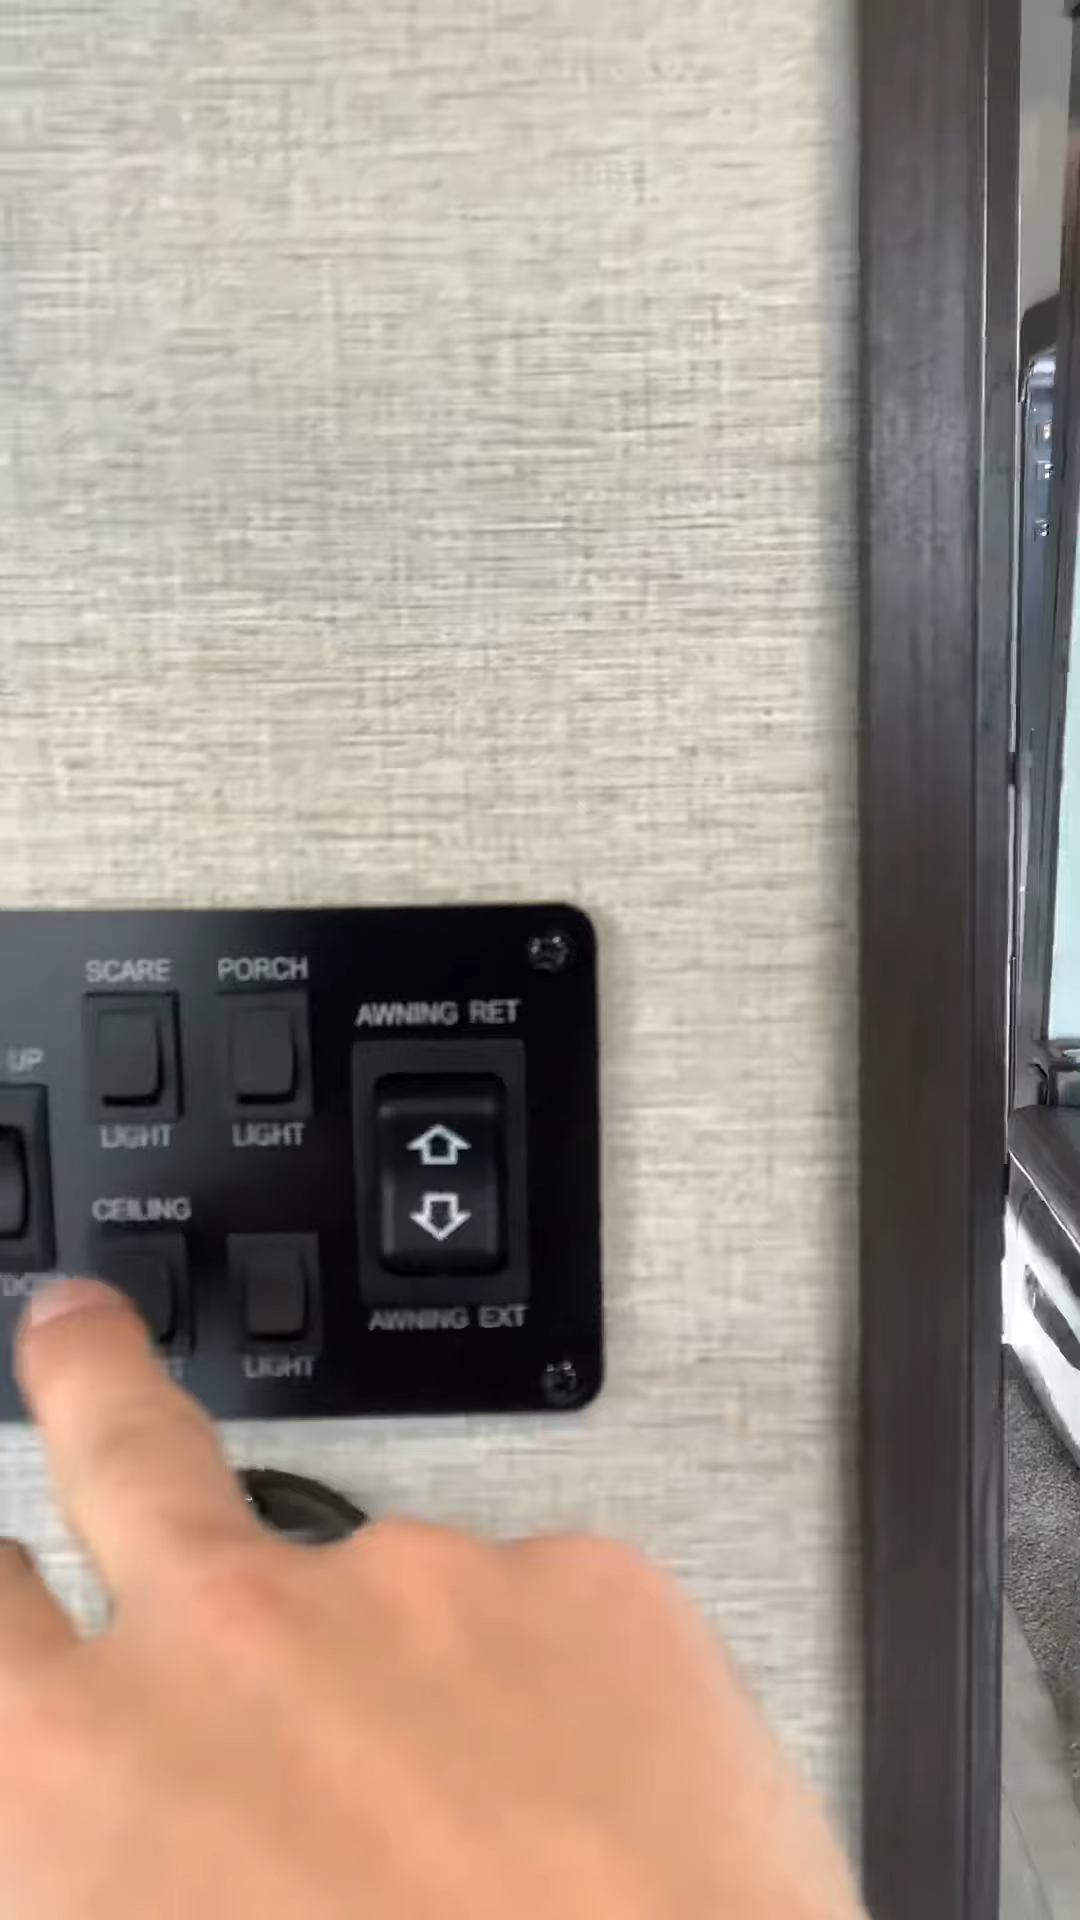 SCARE
LIGHT
PORCH
LIGHT
UP
CEILING
LIGHT
AWNING RET
AWNING EXT